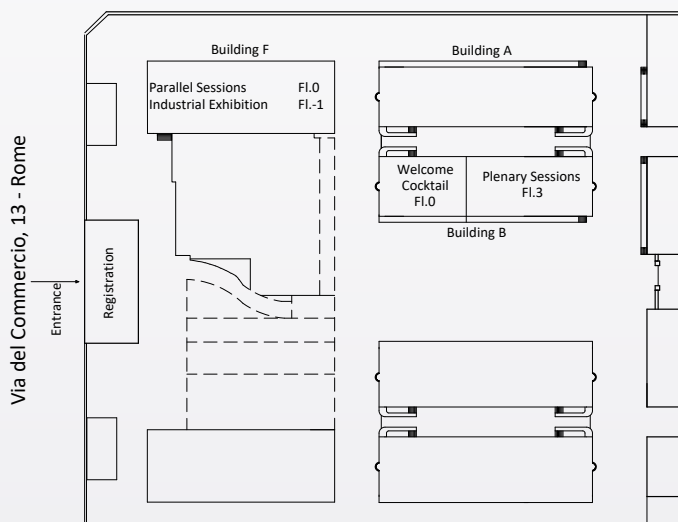 Building F
Building A
Parallel Sessions Fl.0
Industrial Exhibition Fl.-1
Welcome
Cocktail
Fl.0
Plenary Sessions
Fl.3
Building B
Via del Commercio, 13 - Rome
Entrance
Registration